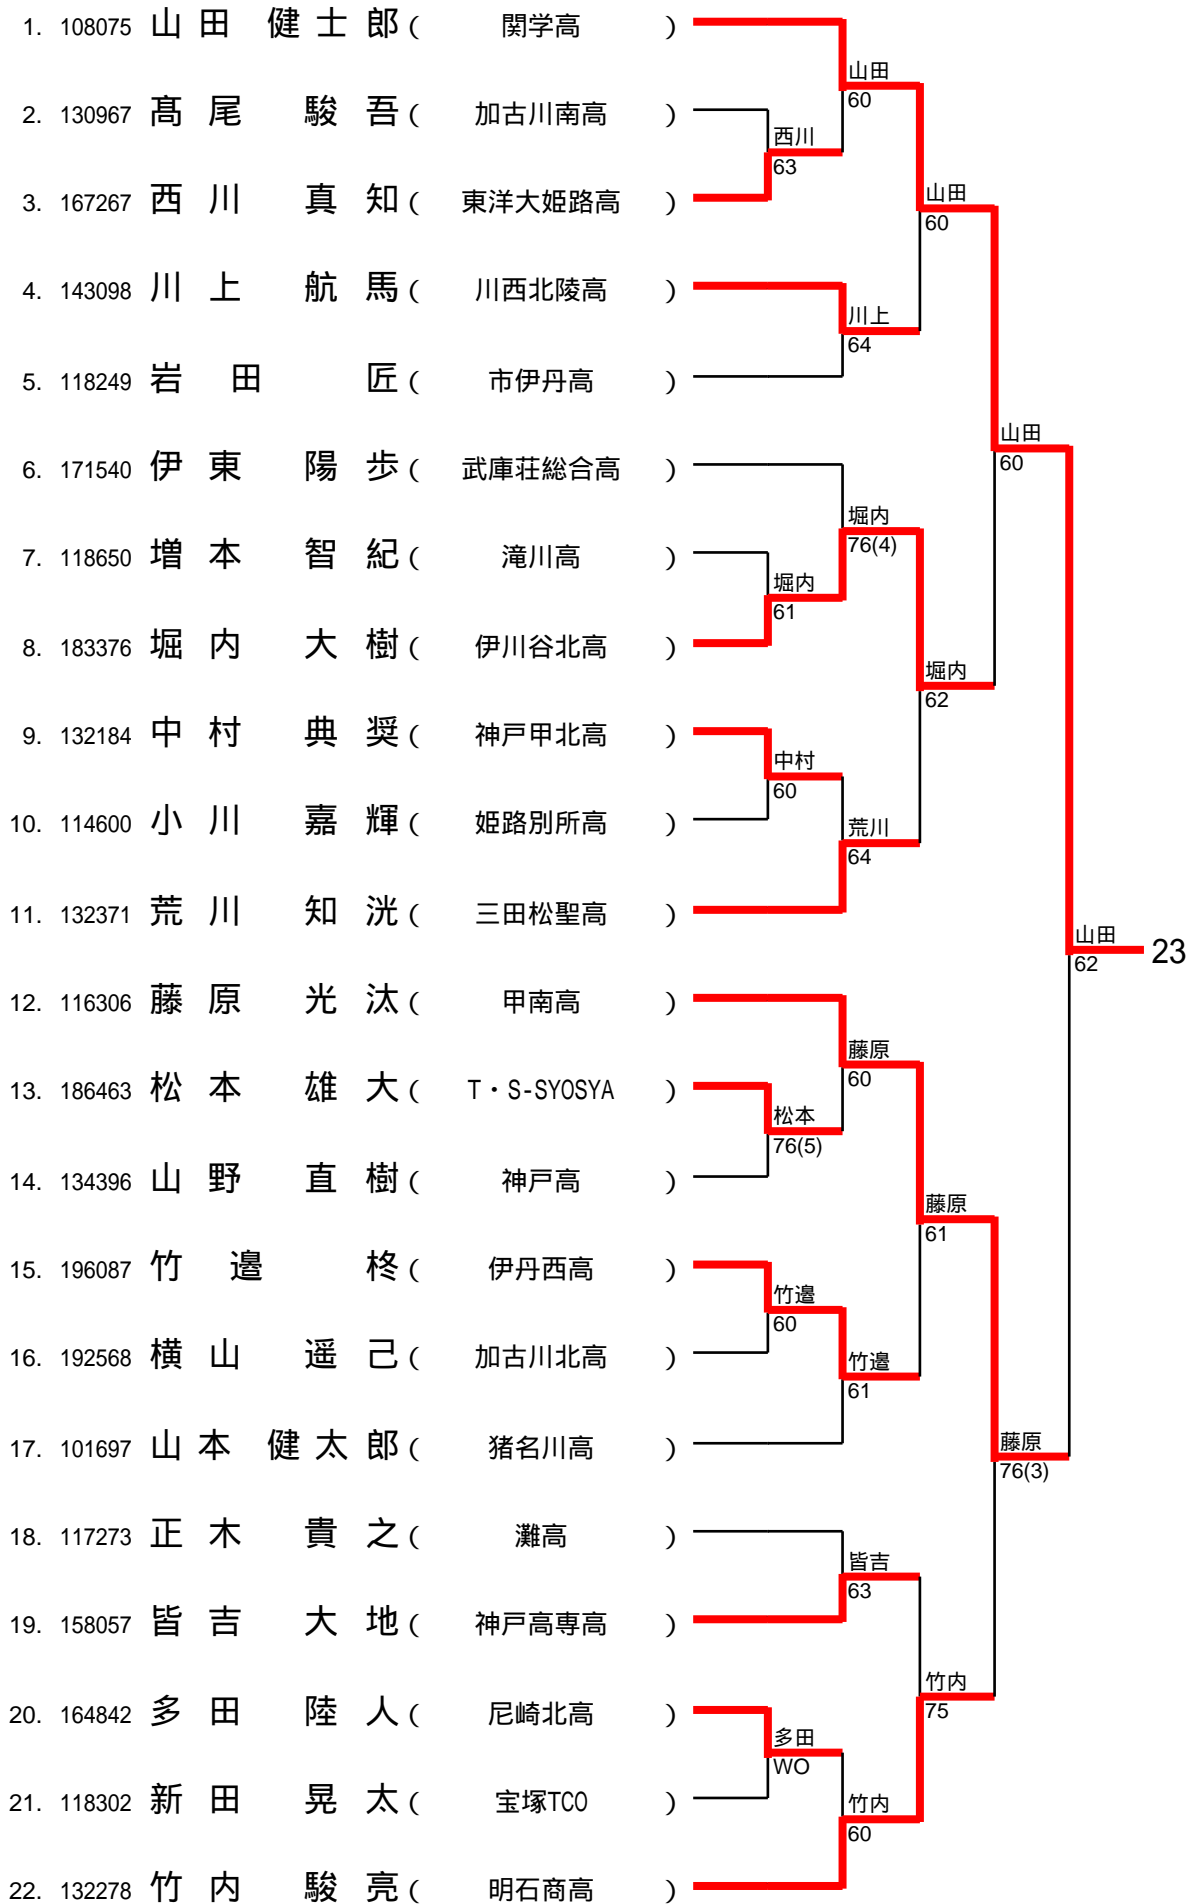 1. 108075 山田 健士郎 ( 関学高 )
山田
60
2. 130967 髙尾 駿吾 ( 加古川南高 )
西川
63
3. 167267 西川 真知 ( 東洋大姫路高 )
山田
60
4. 143098 川上 航馬 ( 川西北陵高 )
川上
64
5. 118249 岩田 匠 ( 市伊丹高 )
山田
60
6. 171540 伊東 陽歩 ( 武庫荘総合高 )
堀内
76(4)
7. 118650 増本 智紀 ( 滝川高 )
堀内
61
8. 183376 堀内 大樹 ( 伊川谷北高 )
堀内
62
9. 132184 中村 典奨 ( 神戸甲北高 )
中村
60
10. 114600 小川 嘉輝 ( 姫路別所高 )
荒川
64
11. 132371 荒川 知洸 ( 三田松聖高 )
山田
62
23
12. 116306 藤原 光汰 ( 甲南高 )
藤原
60
13. 186463 松本 雄大 ( T・S-SYOSYA )
松本
76(5)
14. 134396 山野 直樹 ( 神戸高 )
藤原
61
15. 196087 竹邉 柊 ( 伊丹西高 )
竹邉
60
16. 192568 横山 遥己 ( 加古川北高 )
竹邉
61
17. 101697 山本 健太郎 ( 猪名川高 )
藤原
76(3)
18. 117273 正木 貴之 ( 灘高 )
皆吉
63
19. 158057 皆吉 大地 ( 神戸高専高 )
竹内
75
20. 164842 多田 陸人 ( 尼崎北高 )
多田
WO
21. 118302 新田 晃太 ( 宝塚TCO )
竹内
60
22. 132278 竹内 駿亮 ( 明石商高 )